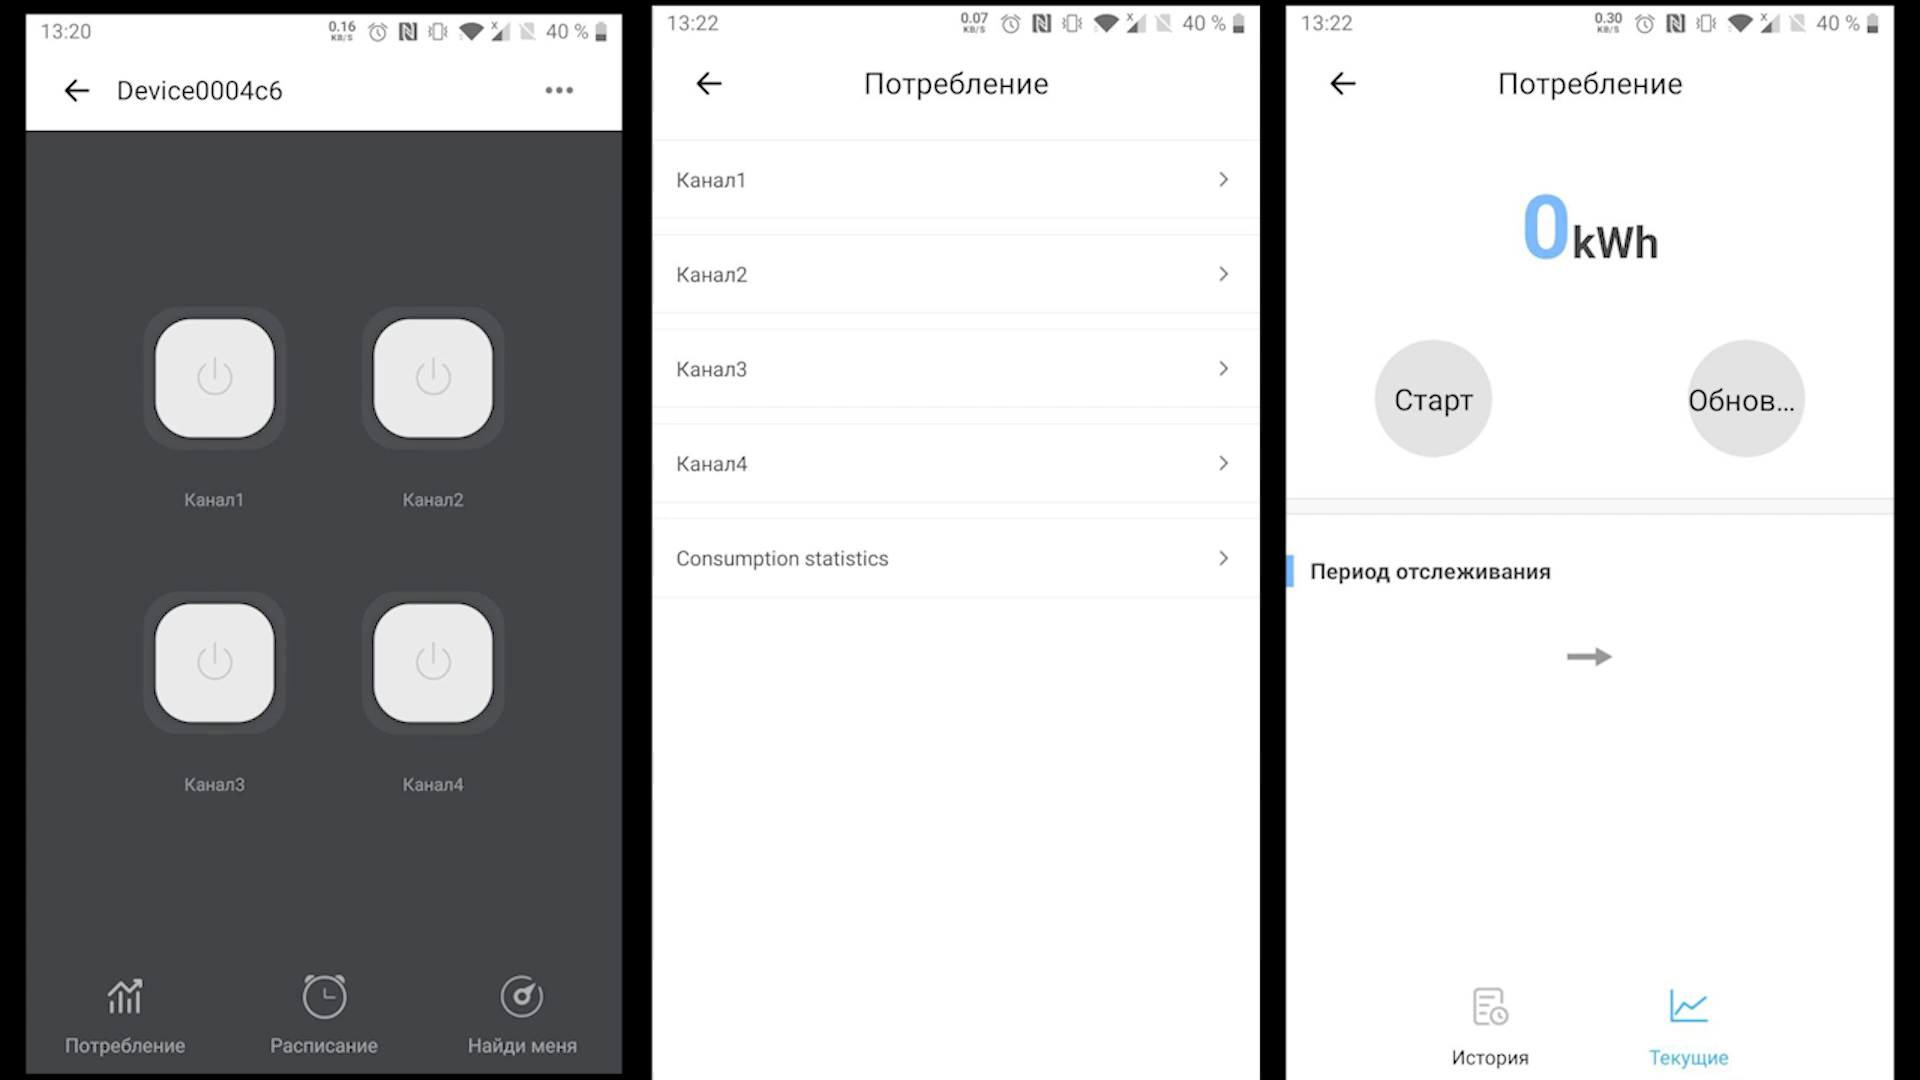 13:20
0.16
KB/S
40 %
Device0004c6
Канал1
Канал2
Канал3
Канал4
Потребление
Расписание
Найди меня
13:22
0.07
KB/S
40 %
Потребление
Канал1
Канал2
Канал3
Канал4
Consumption statistics
13:22
0.30
KB/S
40 %
Потребление
0 kWh
Старт
Обнов...
Период отслеживания
История
Текущие